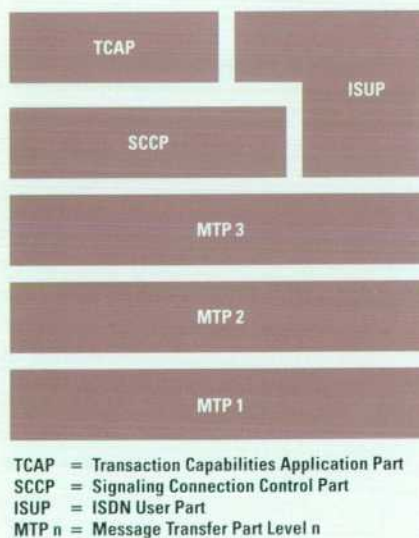 TCAP
ISUP
SCCP
MTP 3
MTP 2
MTP 1
TCAP = Transaction Capabilities Application Part
SCCP = Signaling Connection Control Part
ISUP = ISDN User Part
MTP n = Message Transfer Part Level n